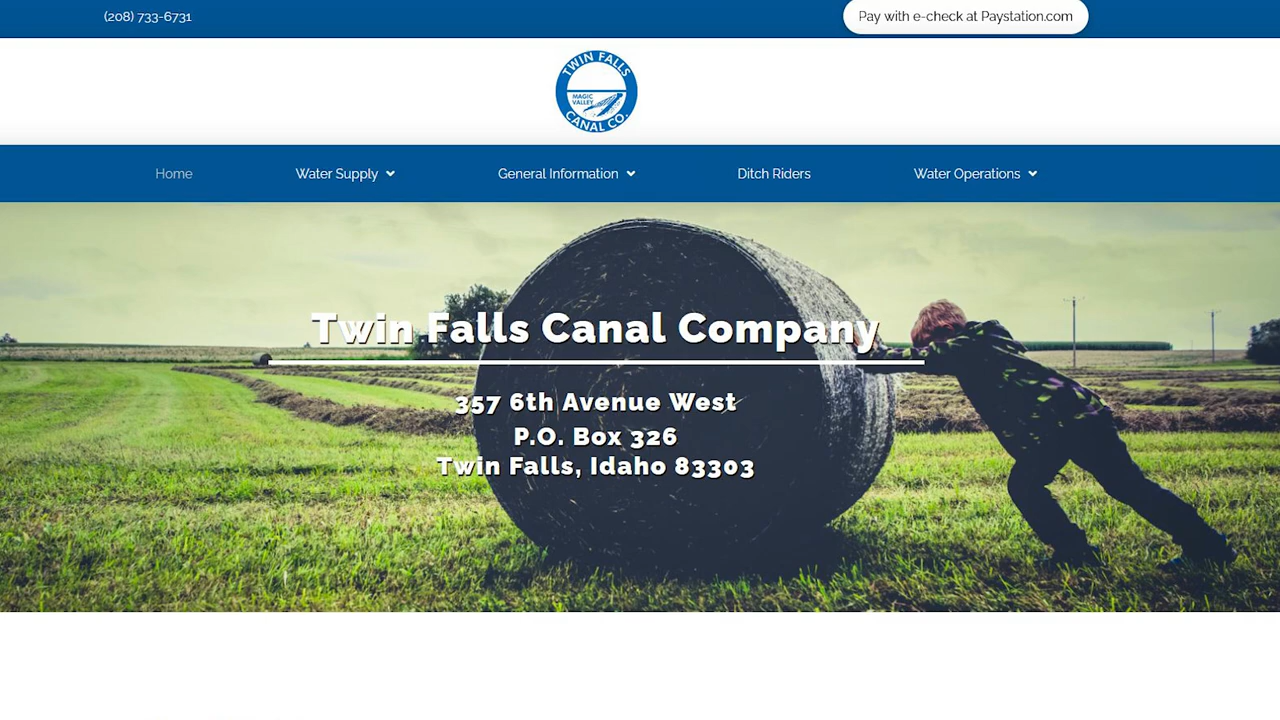 (208) 733-6731
Pay with e-check at Paystation.com
TWIN FALLS
MAGIC
VALLEY
CANAL CO.
Home
Water Supply
General Information
Ditch Riders
Water Operations
Twin Falls Canal Company
357 6th Avenue West
P.O. Box 326
Twin Falls, Idaho 83303